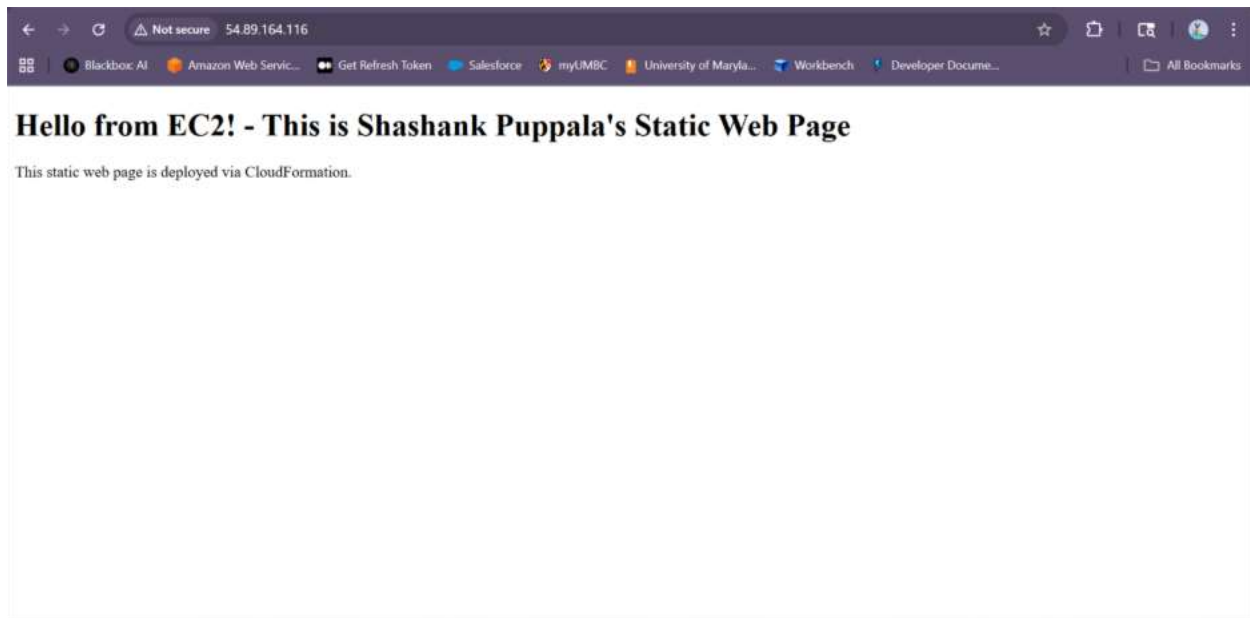 Not secure 54.89.164.116
Blackbox AI Amazon Web Servic... Get Refresh Token Salesforce myUMBC University of Maryla... Workbench Developer Docume... All Bookmarks
Hello from EC2! - This is Shashank Puppala's Static Web Page
This static web page is deployed via CloudFormation.